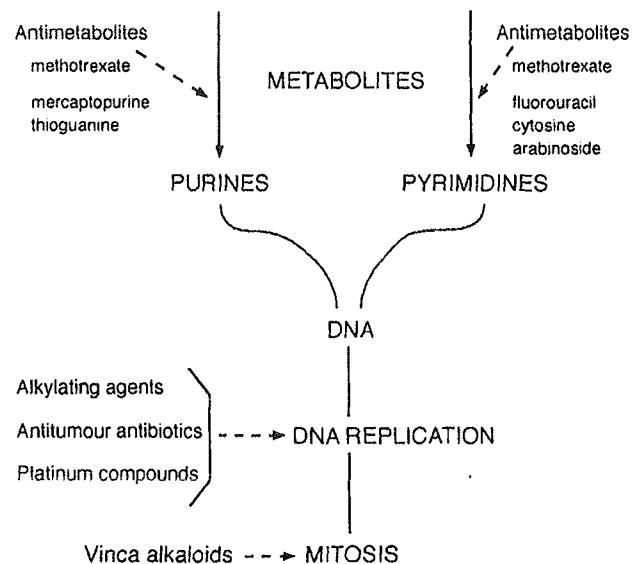 Antimetabolites
methotrexate
mercaptopurine
thioguanine
METABOLITES
Antimetabolites
methotrexate
fluorouracil
cytosine
arabinoside
PURINES
PYRIMIDINES
DNA
Alkylating agents
Antitumour antibiotics
Platinum compounds
DNA REPLICATION
Vinca alkaloids
MITOSIS